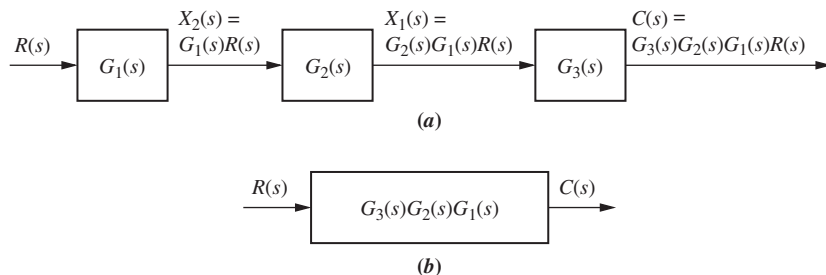 X₂(s) =
G₁(s)R(s)
X₁(s) =
G₂(s)G₁(s)R(s)
C(s) =
G₃(s)G₂(s)G₁(s)R(s)
R(s)
G₁(s)
G₂(s)
G₃(s)
(a)
R(s)
G₃(s)G₂(s)G₁(s)
C(s)
(b)